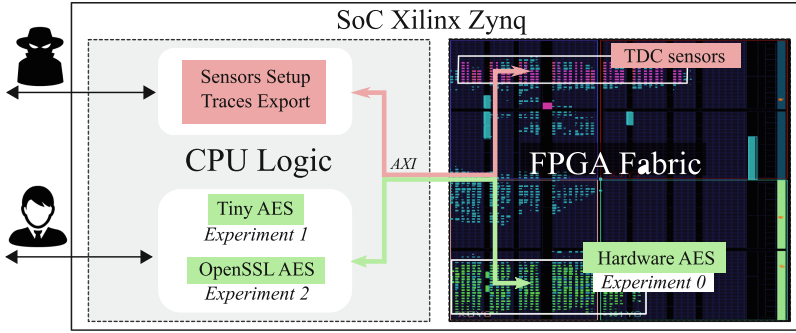 SoC Xilinx Zynq
Sensors Setup
Traces Export
CPU Logic
AXI
Tiny AES
Experiment 1
OpenSSL AES
Experiment 2
TDC sensors
FPGA Fabric
Hardware AES
Experiment 0